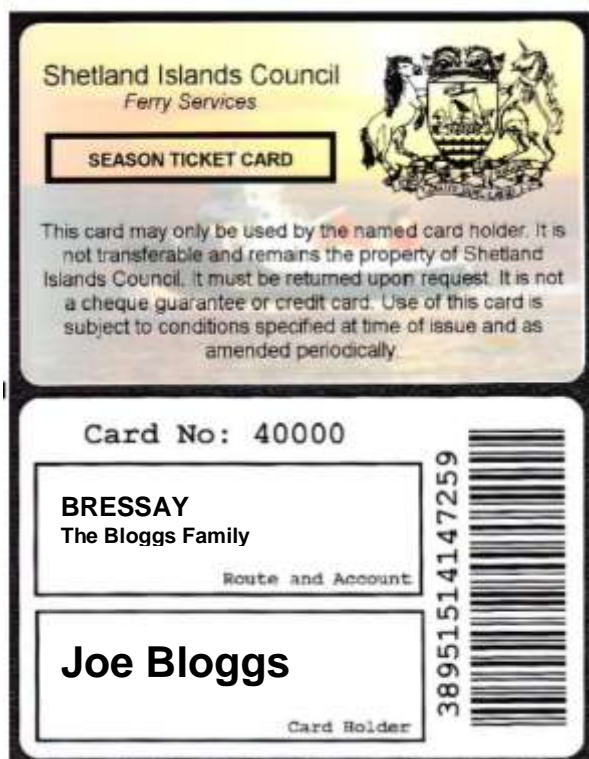 Shetland Islands Council
Ferry Services
SEASON TICKET CARD
This card may only be used by the named card holder. It is
not transferable and remains the property of Shetland
Islands Council. It must be returned upon request. It is not
a cheque guarantee or credit card. Use of this card is
subject to conditions specified at time of issue and as
amended periodically.
Card No: 40000
BRESSAY
The Bloggs Family
Route and Account
Joe Bloggs
Card Holder
3895151414147259